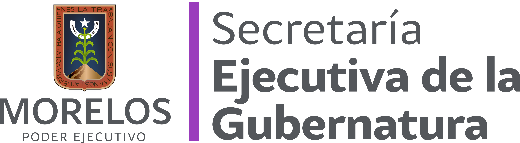 MORELOS
PODER EJECUTIVO
Secretaría
Ejecutiva de la
Gubernatura